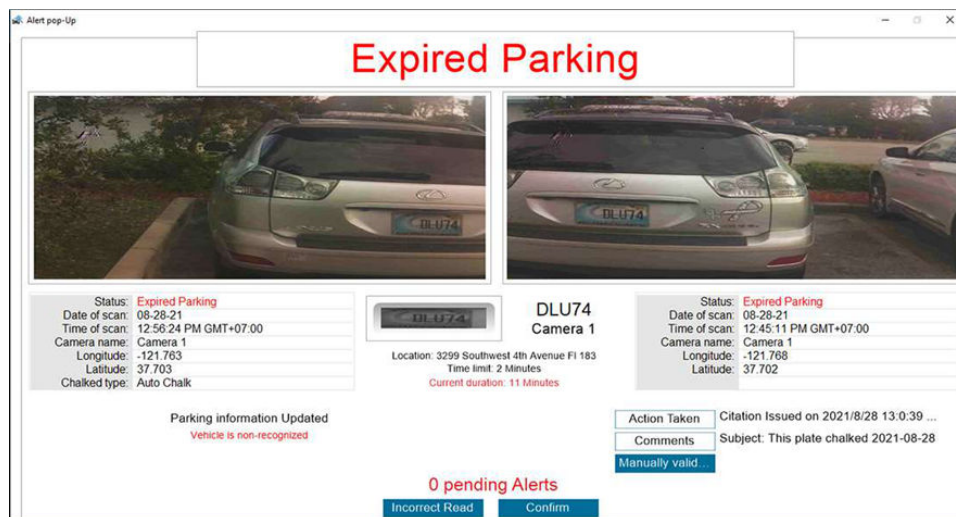 Alert pop-Up
Expired Parking
DLU74
DLU74
Status: Expired Parking
Date of scan: 08-28-21
Time of scan: 12:56:24 PM GMT+07:00
Camera name: Camera 1
Longitude: -121.763
Latitude: 37.703
Chalked type: Auto Chalk
DLU74
DLU74
Camera 1
Location: 3299 Southwest 4th Avenue Fl 183
Time limit: 2 Minutes
Current duration: 11 Minutes
Status: Expired Parking
Date of scan: 08-28-21
Time of scan: 12:45:11 PM GMT+07:00
Camera name: Camera 1
Longitude: -121.768
Latitude: 37.702
Parking information Updated
Vehicle is non-recognized
Action Taken Citation Issued on 2021/8/28 13:0:39 ...
Comments Subject: This plate chalked 2021-08-28
Manually valid...
0 pending Alerts
Incorrect Read Confirm